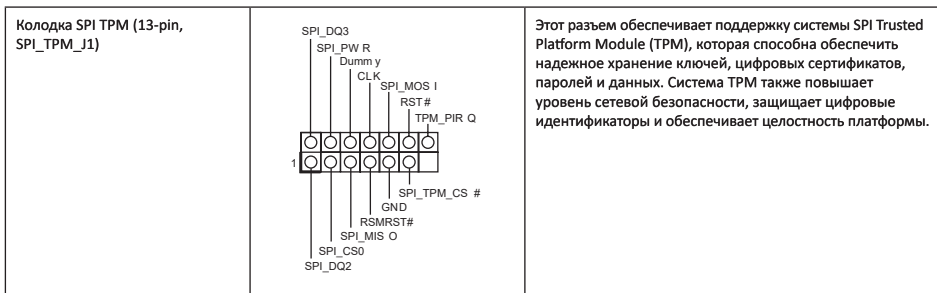 Колодка SPI TPM (13-pin,
SPI_TPM_J1)
SPI_DQ3
SPI_PW R
Dumm y
CLK
SPI_MOS I
RST#
TPM_PIR Q
1
SPI_TPM_CS #
GND
RSMRST#
SPI_MIS O
SPI_CS0
SPI_DQ2
Этот разъем обеспечивает поддержку системы SPI Trusted
Platform Module (TPM), которая способна обеспечить
надежное хранение ключей, цифровых сертификатов,
паролей и данных. Система TPM также повышает
уровень сетевой безопасности, защищает цифровые
идентификаторы и обеспечивает целостность платформы.